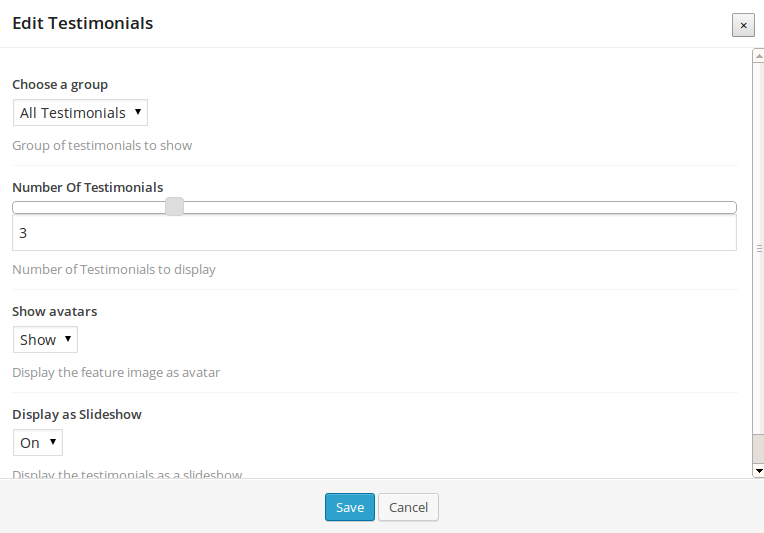 Edit Testimonials
×
Choose a group
All Testimonials
Group of testimonials to show
Number Of Testimonials
3
Number of Testimonials to display
Show avatars
Show
Display the feature image as avatar
Display as Slideshow
On
Display the testimonials as a slideshow
Save Cancel